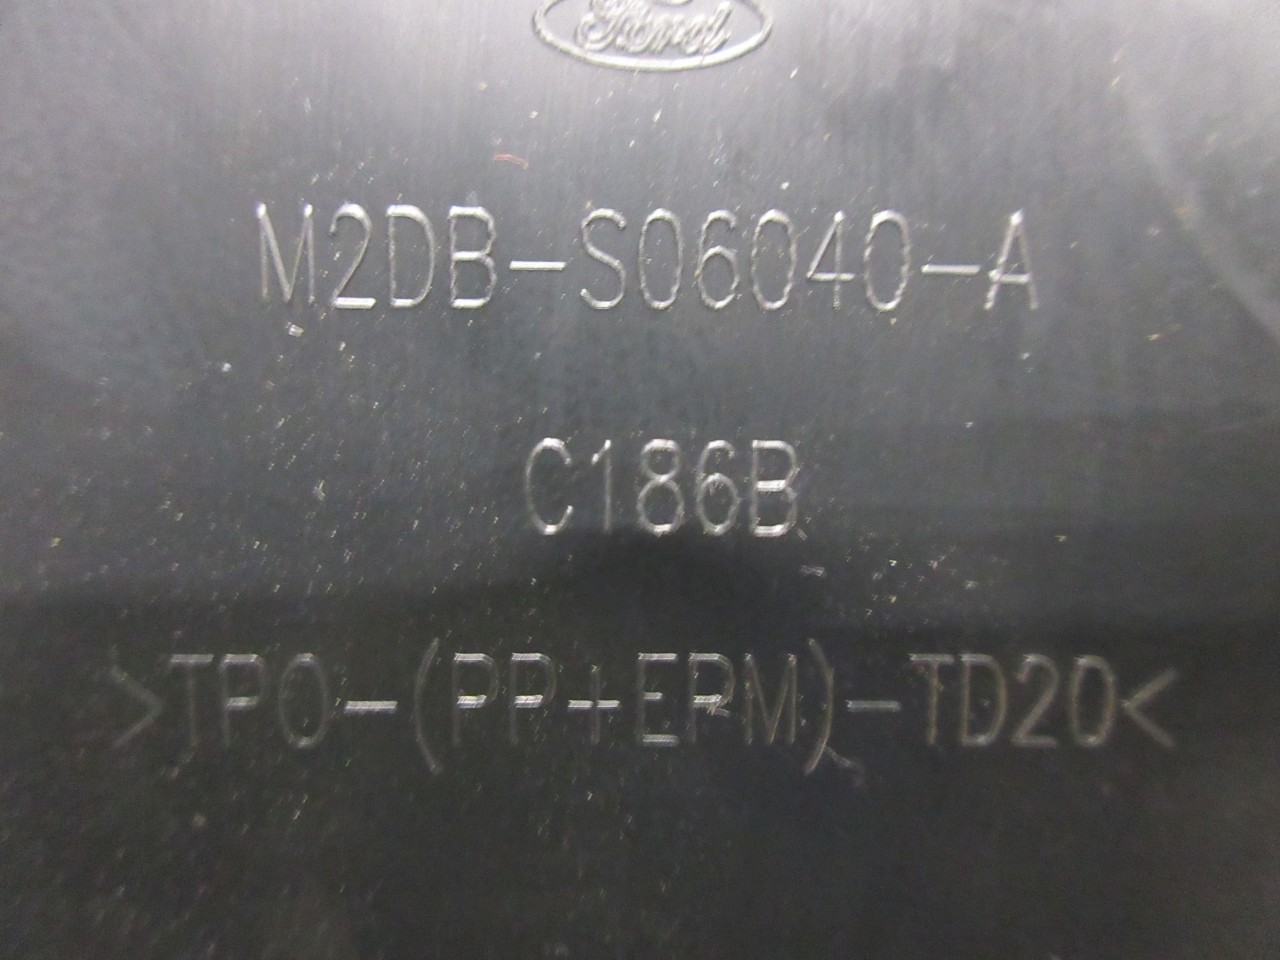 Ford
M2DB-S06040-A
C186B
>TPO-(PP+EPM)-TD20<